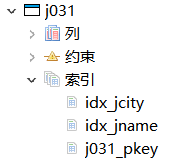 j031
列
约束
索引
idx_jcity
idx_jname
j031_pkey